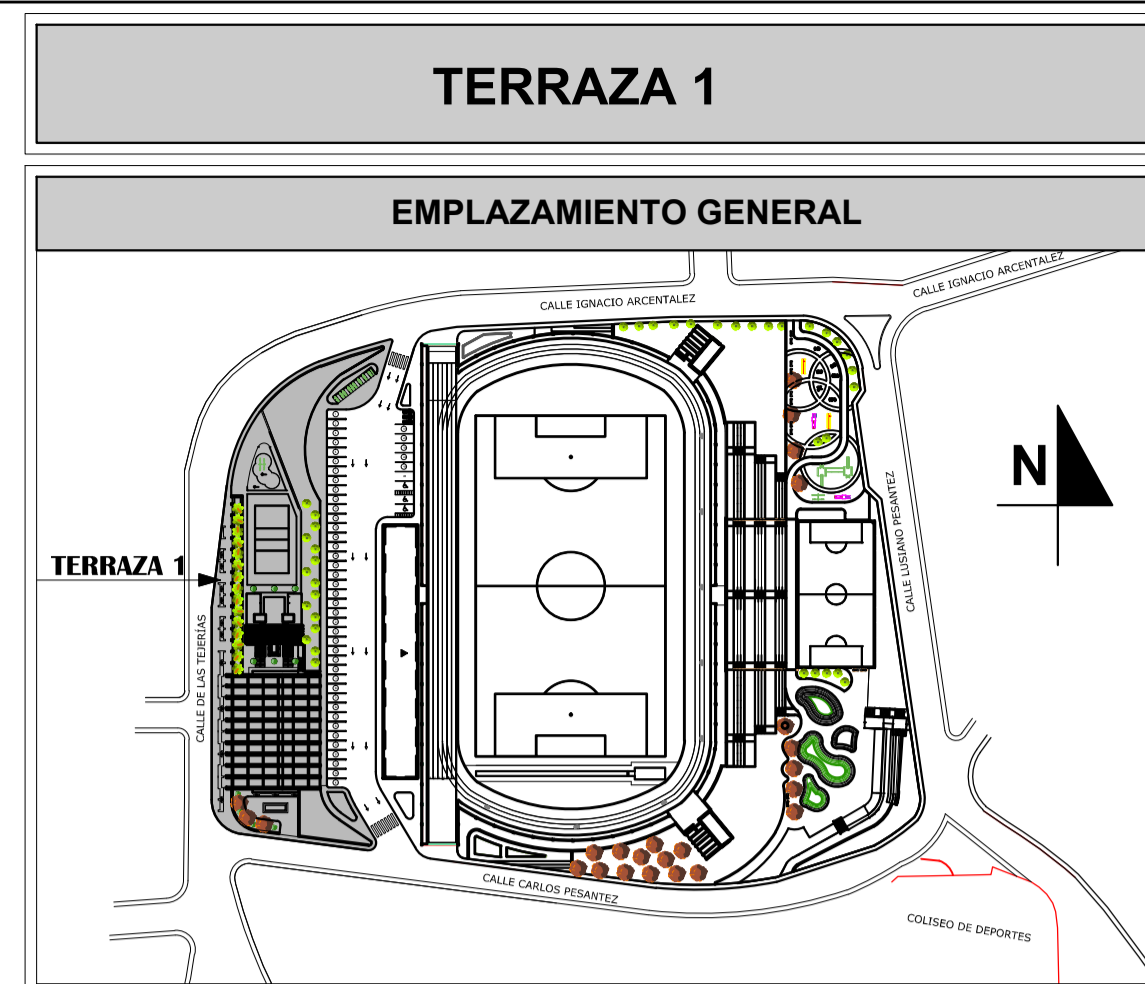 TERRAZA 1
EMPLAZAMIENTO GENERAL
CALLE IGNACIO ARCENTALEZ
CALLE IGNACIO ARCENTALEZ
N
CALLE LUSIANO PESANTEZ
TERRAZA 1
CALLE DE LAS TEJERÍAS
CALLE CARLOS PESANTEZ
COLISEO DE DEPORTES